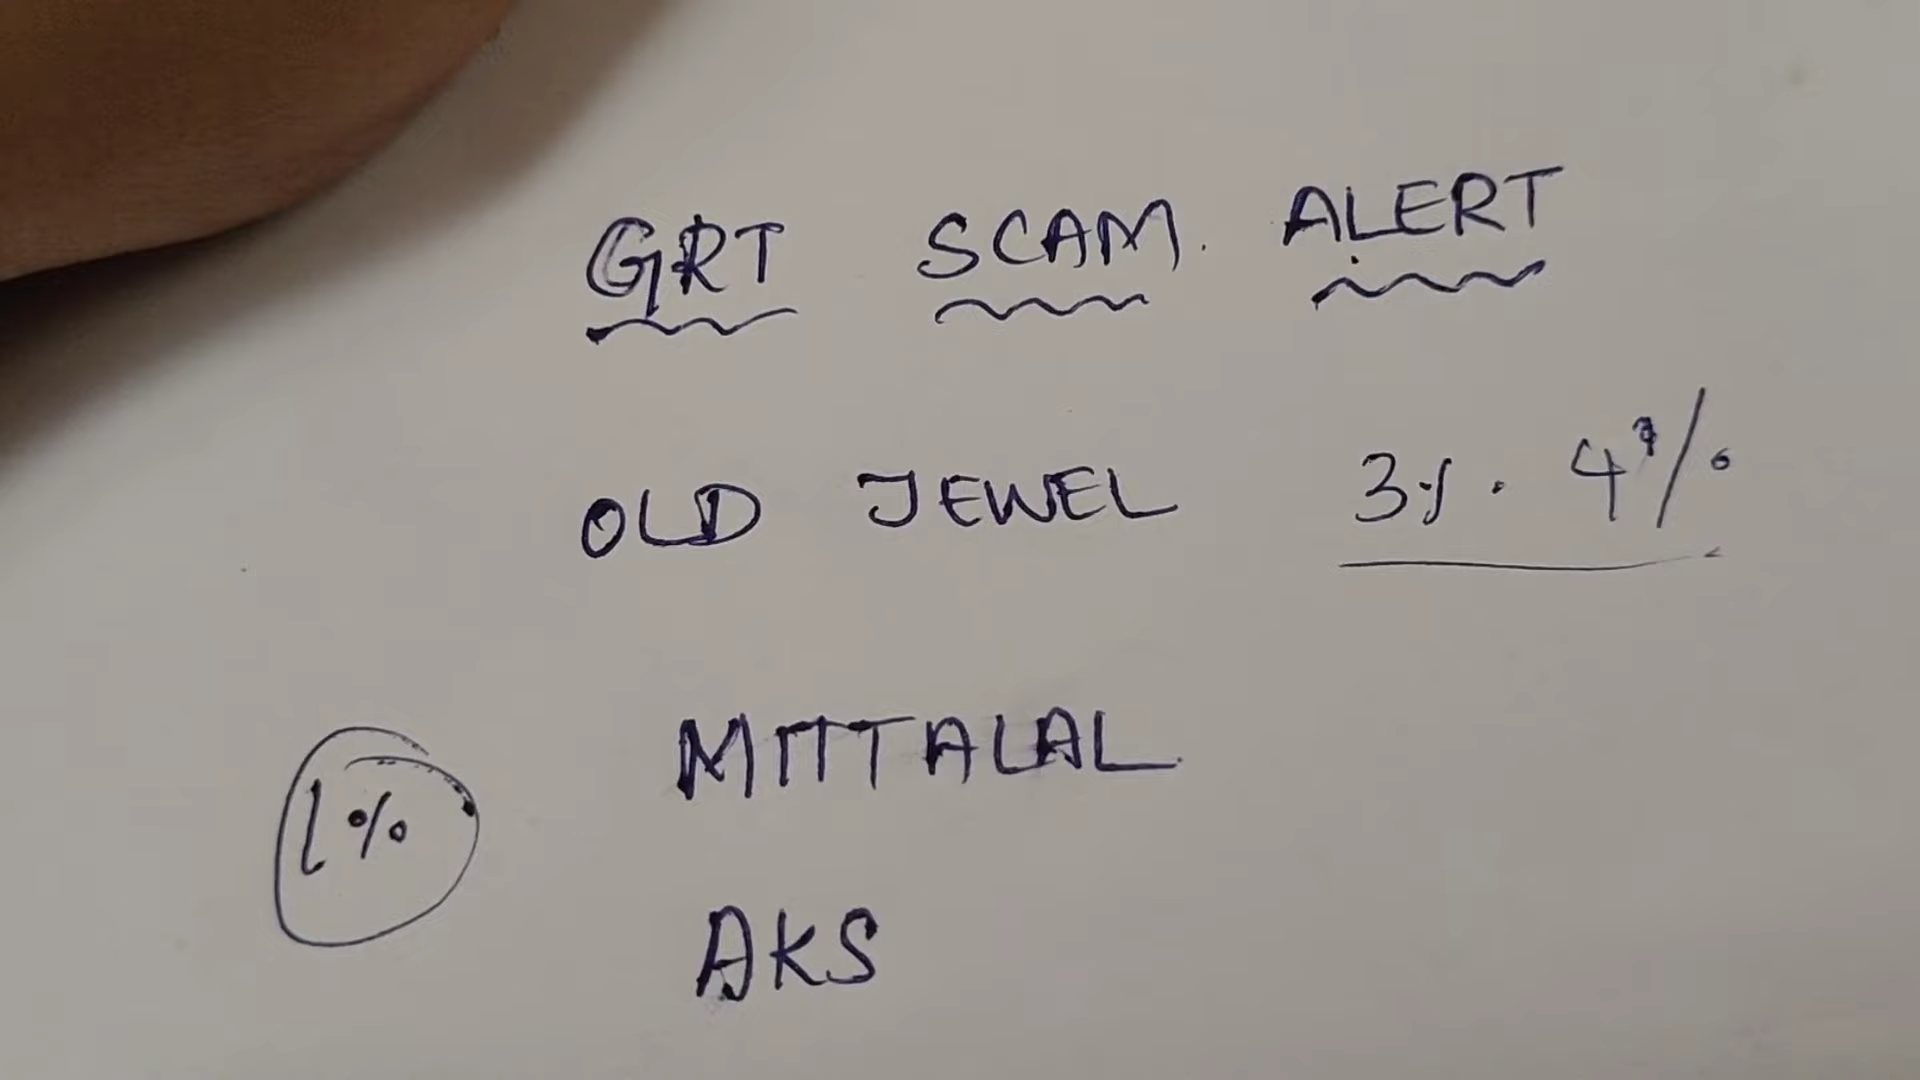 GRT SCAM. ALERT
OLD JEWEL 3%. 4%
MITTALAL
1%
AKS